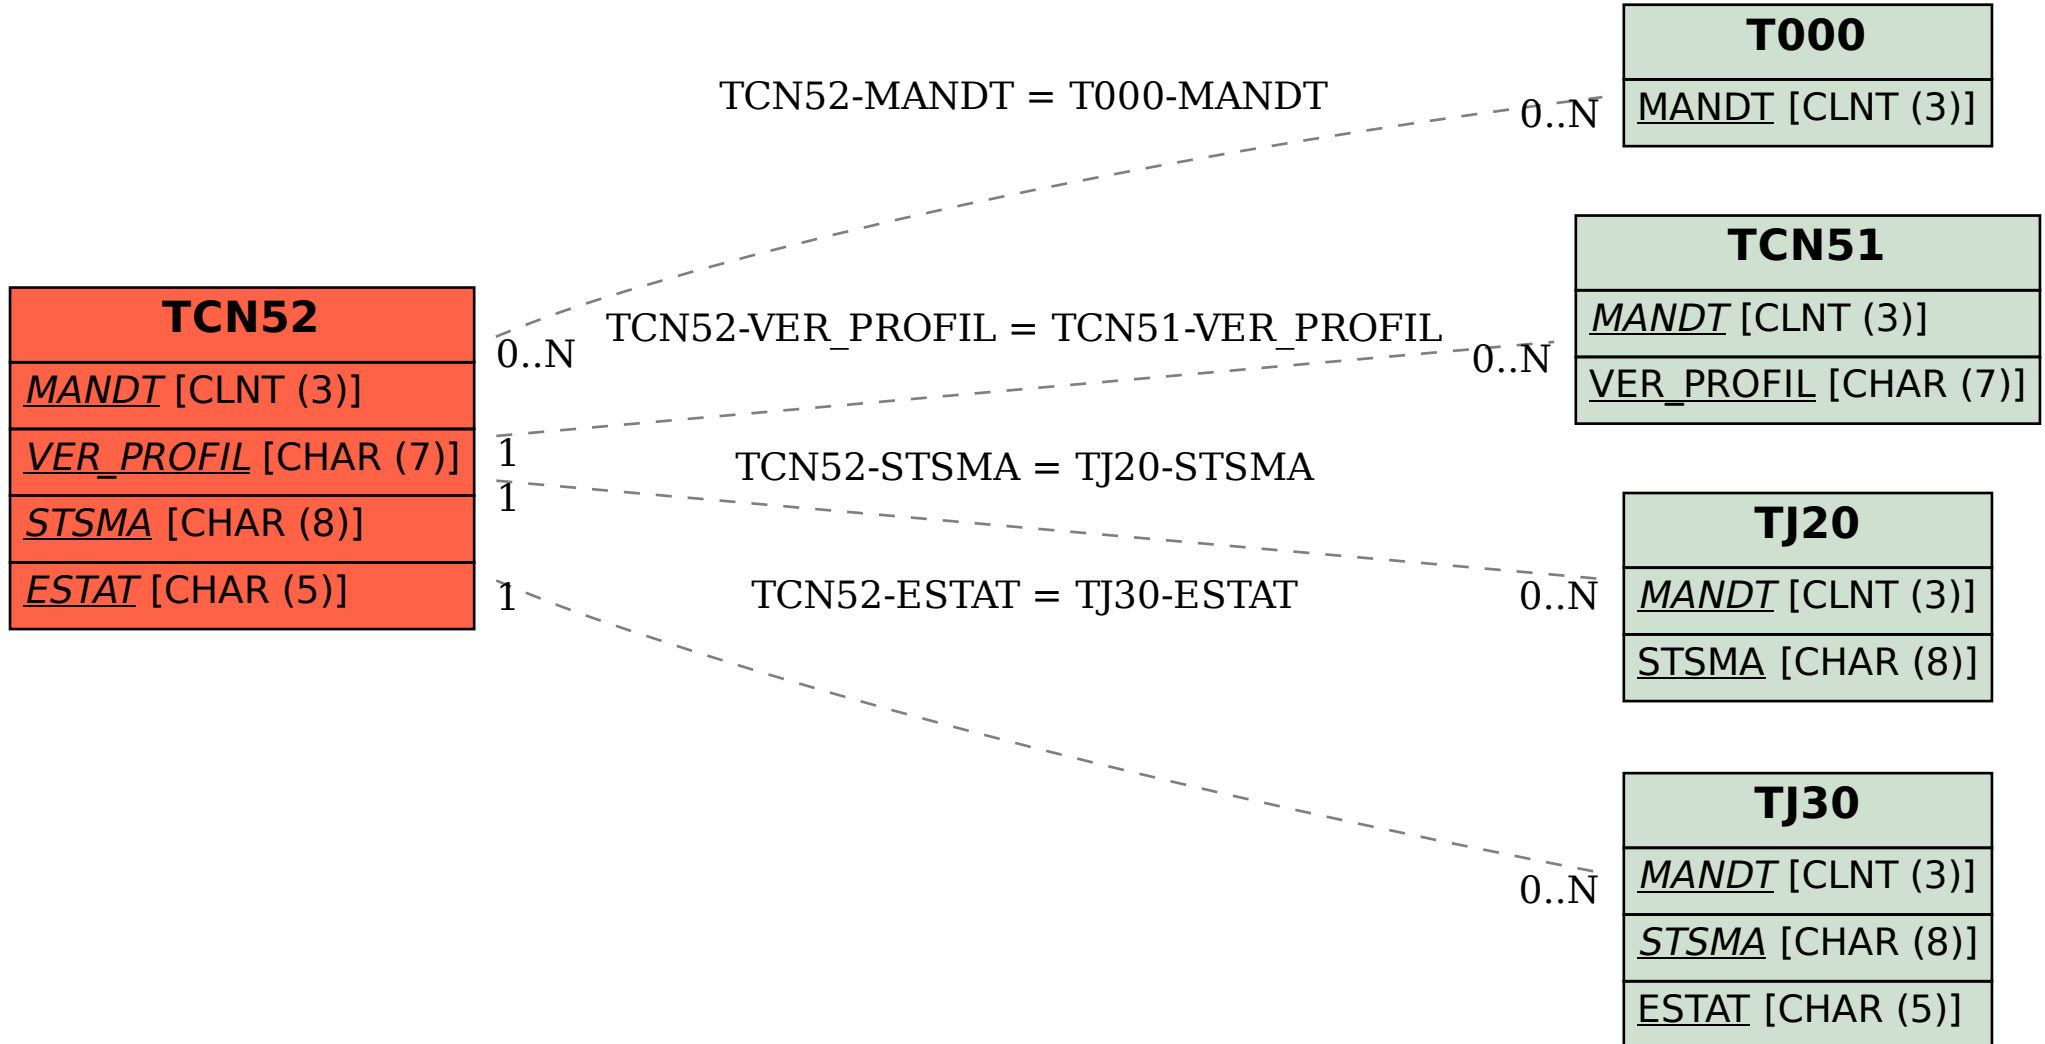 T000
MANDT [CLNT (3)]
TCN52-MANDT = T000-MANDT
0..N
TCN51
MANDT [CLNT (3)]
VER_PROFIL [CHAR (7)]
TCN52
MANDT [CLNT (3)]
VER_PROFIL [CHAR (7)]
STSMA [CHAR (8)]
ESTAT [CHAR (5)]
0..N
TCN52-VER_PROFIL = TCN51-VER_PROFIL
0..N
1
TCN52-STSMA = TJ20-STSMA
1
TJ20
MANDT [CLNT (3)]
STSMA [CHAR (8)]
1
TCN52-ESTAT = TJ30-ESTAT
0..N
TJ30
MANDT [CLNT (3)]
STSMA [CHAR (8)]
ESTAT [CHAR (5)]
0..N